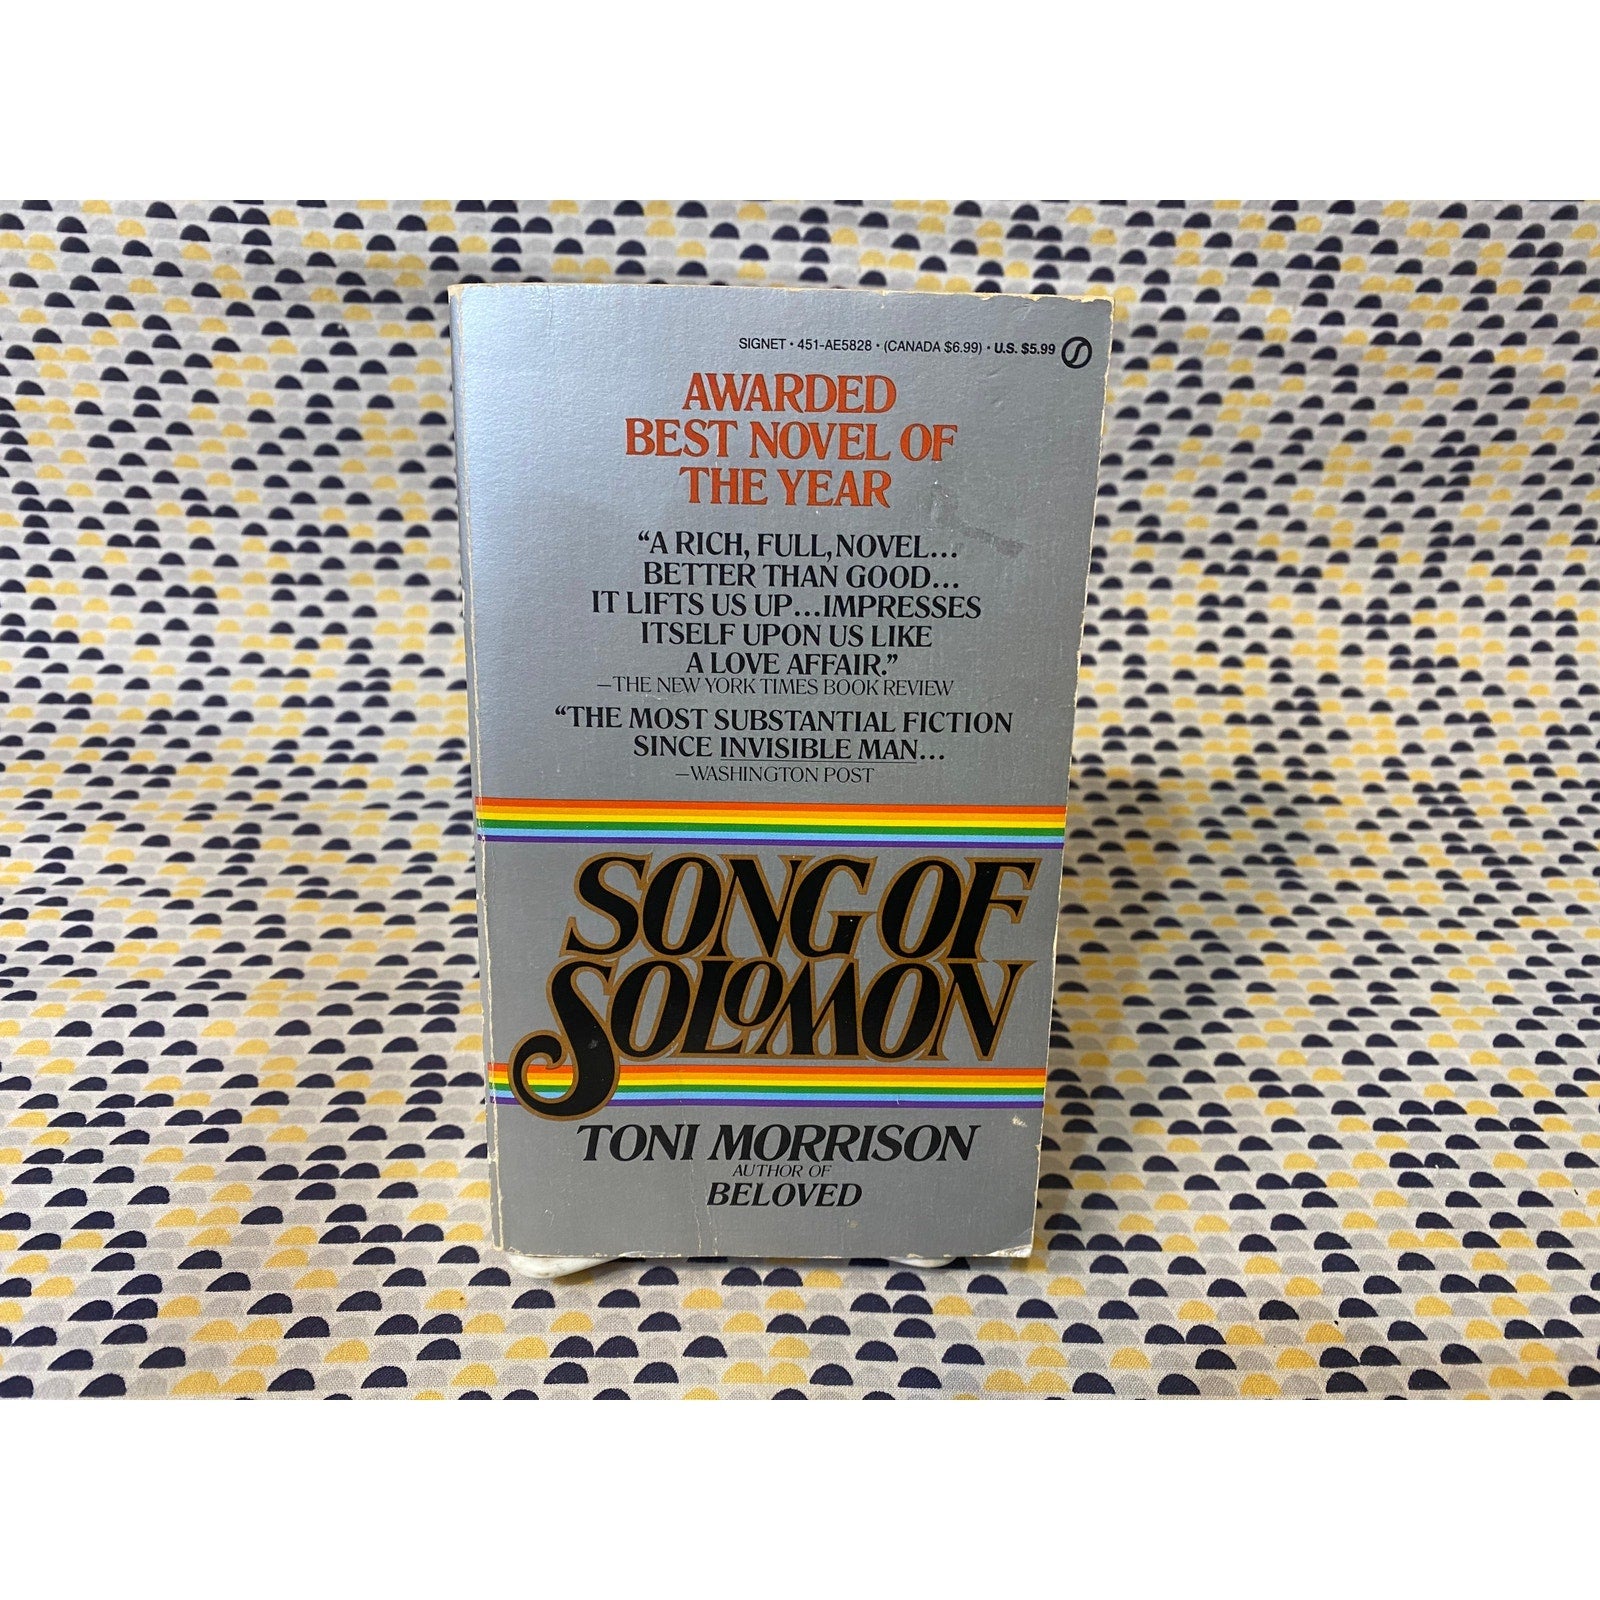 SIGNET • 451-AE5828 • (CANADA $6.99) • U.S. $5.99
AWARDED
BEST NOVEL OF
THE YEAR
“A RICH, FULL, NOVEL...
BETTER THAN GOOD...
IT LIFTS US UP...IMPRESSES
ITSELF UPON US LIKE
A LOVE AFFAIR.”
—THE NEW YORK TIMES BOOK REVIEW
“THE MOST SUBSTANTIAL FICTION
SINCE INVISIBLE MAN...
—WASHINGTON POST
SONG OF
SOLOMON
TONI MORRISON
AUTHOR OF
BELOVED